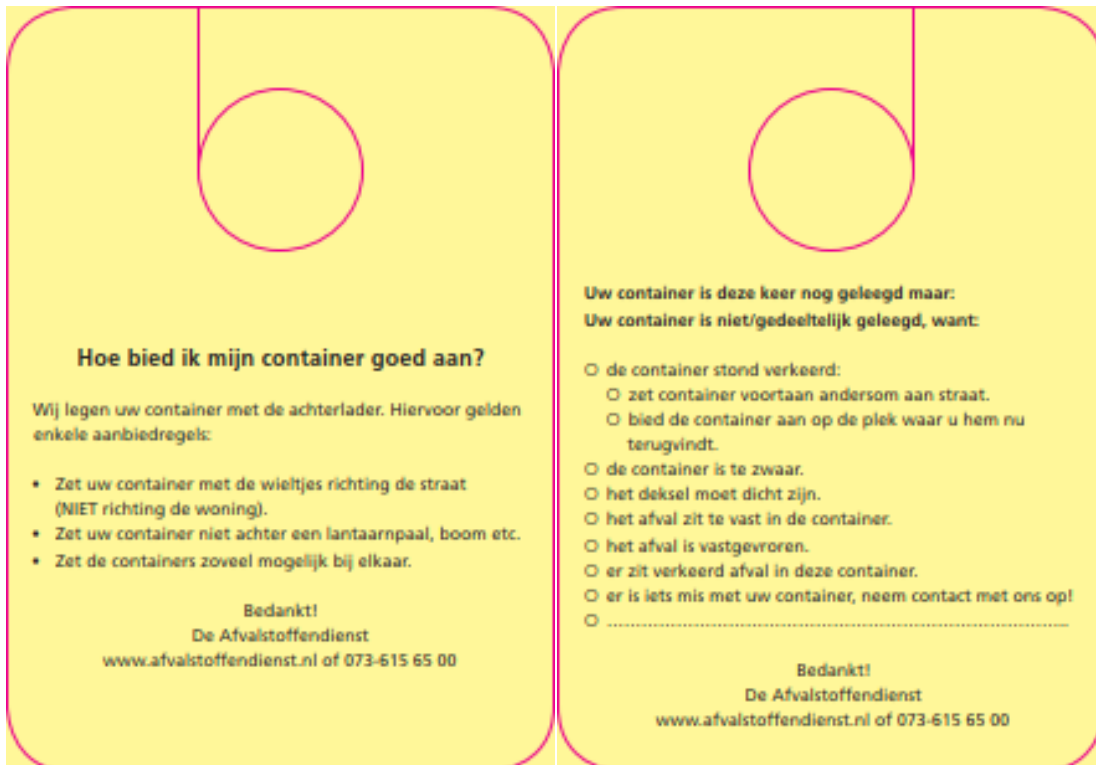 Hoe bied ik mijn container goed aan?
Wij legen uw container met de achterlader. Hiervoor gelden
enkele aanbiedregels:
• Zet uw container met de wieltjes richting de straat
(NIET richting de woning).
• Zet uw container niet achter een lantaarnpaal, boom etc.
• Zet de containers zoveel mogelijk bij elkaar.
Bedankt!
De Afvalstoffendienst
www.afvalstoffendienst.nl of 073-615 65 00
Uw container is deze keer nog geleegd maar:
Uw container is niet/gedeeltelijk geleegd, want:
O de container stond verkeerd:
O zet container voortaan andersom aan straat.
O bied de container aan op de plek waar u hem nu
terugvindt.
O de container is te zwaar.
O het deksel moet dicht zijn.
O het afval zit te vast in de container.
O het afval is vastgevroren.
O er zit verkeerd afval in deze container.
O er is iets mis met uw container, neem contact met ons op!
O ................................................................................
Bedankt!
De Afvalstoffendienst
www.afvalstoffendienst.nl of 073-615 65 00